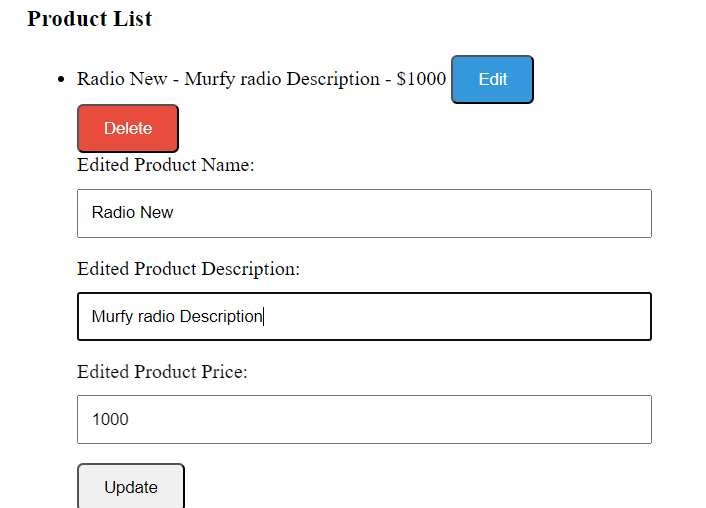 Product List
Radio New - Murfy radio Description - $1000 Edit
Delete
Edited Product Name:
Radio New
Edited Product Description:
Murfy radio Description
Edited Product Price:
1000
Update